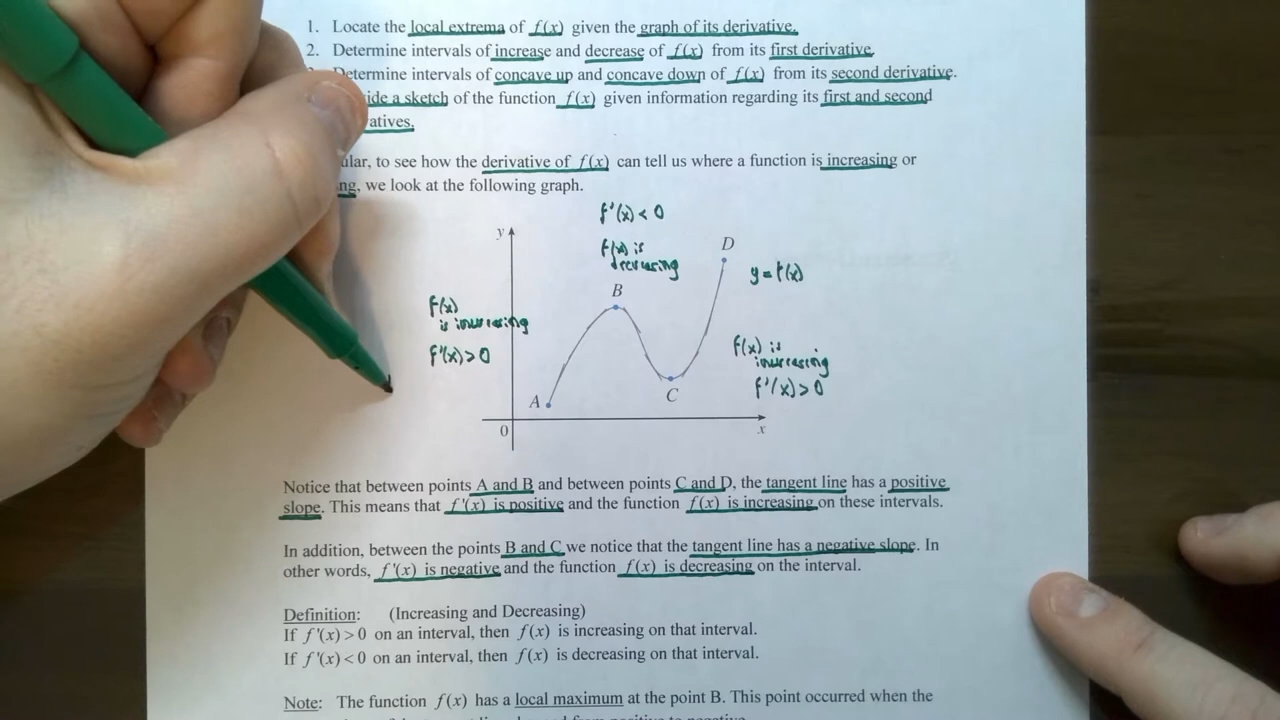 1. Locate the local extrema of f(x) given the graph of its derivative.
2. Determine intervals of increase and decrease of f(x) from its first derivative.
Determine intervals of concave up and concave down of f(x) from its second derivative.
ide a sketch of the function f(x) given information regarding its first and second
atives.
ular, to see how the derivative of f(x) can tell us where a function is increasing or
ng, we look at the following graph.
f'(x) < 0
f(x) is
decreasing
y
D
y = f(x)
B
f(x)
is increasing
f'(x) > 0
f(x) is
increasing
f'(x) > 0
A
C
0
x
Notice that between points A and B and between points C and D, the tangent line has a positive
slope. This means that f'(x) is positive and the function f(x) is increasing on these intervals.
In addition, between the points B and C we notice that the tangent line has a negative slope. In
other words, f'(x) is negative and the function f(x) is decreasing on the interval.
Definition: (Increasing and Decreasing)
If f'(x) > 0 on an interval, then f(x) is increasing on that interval.
If f'(x) < 0 on an interval, then f(x) is decreasing on that interval.
Note: The function f(x) has a local maximum at the point B. This point occurred when the